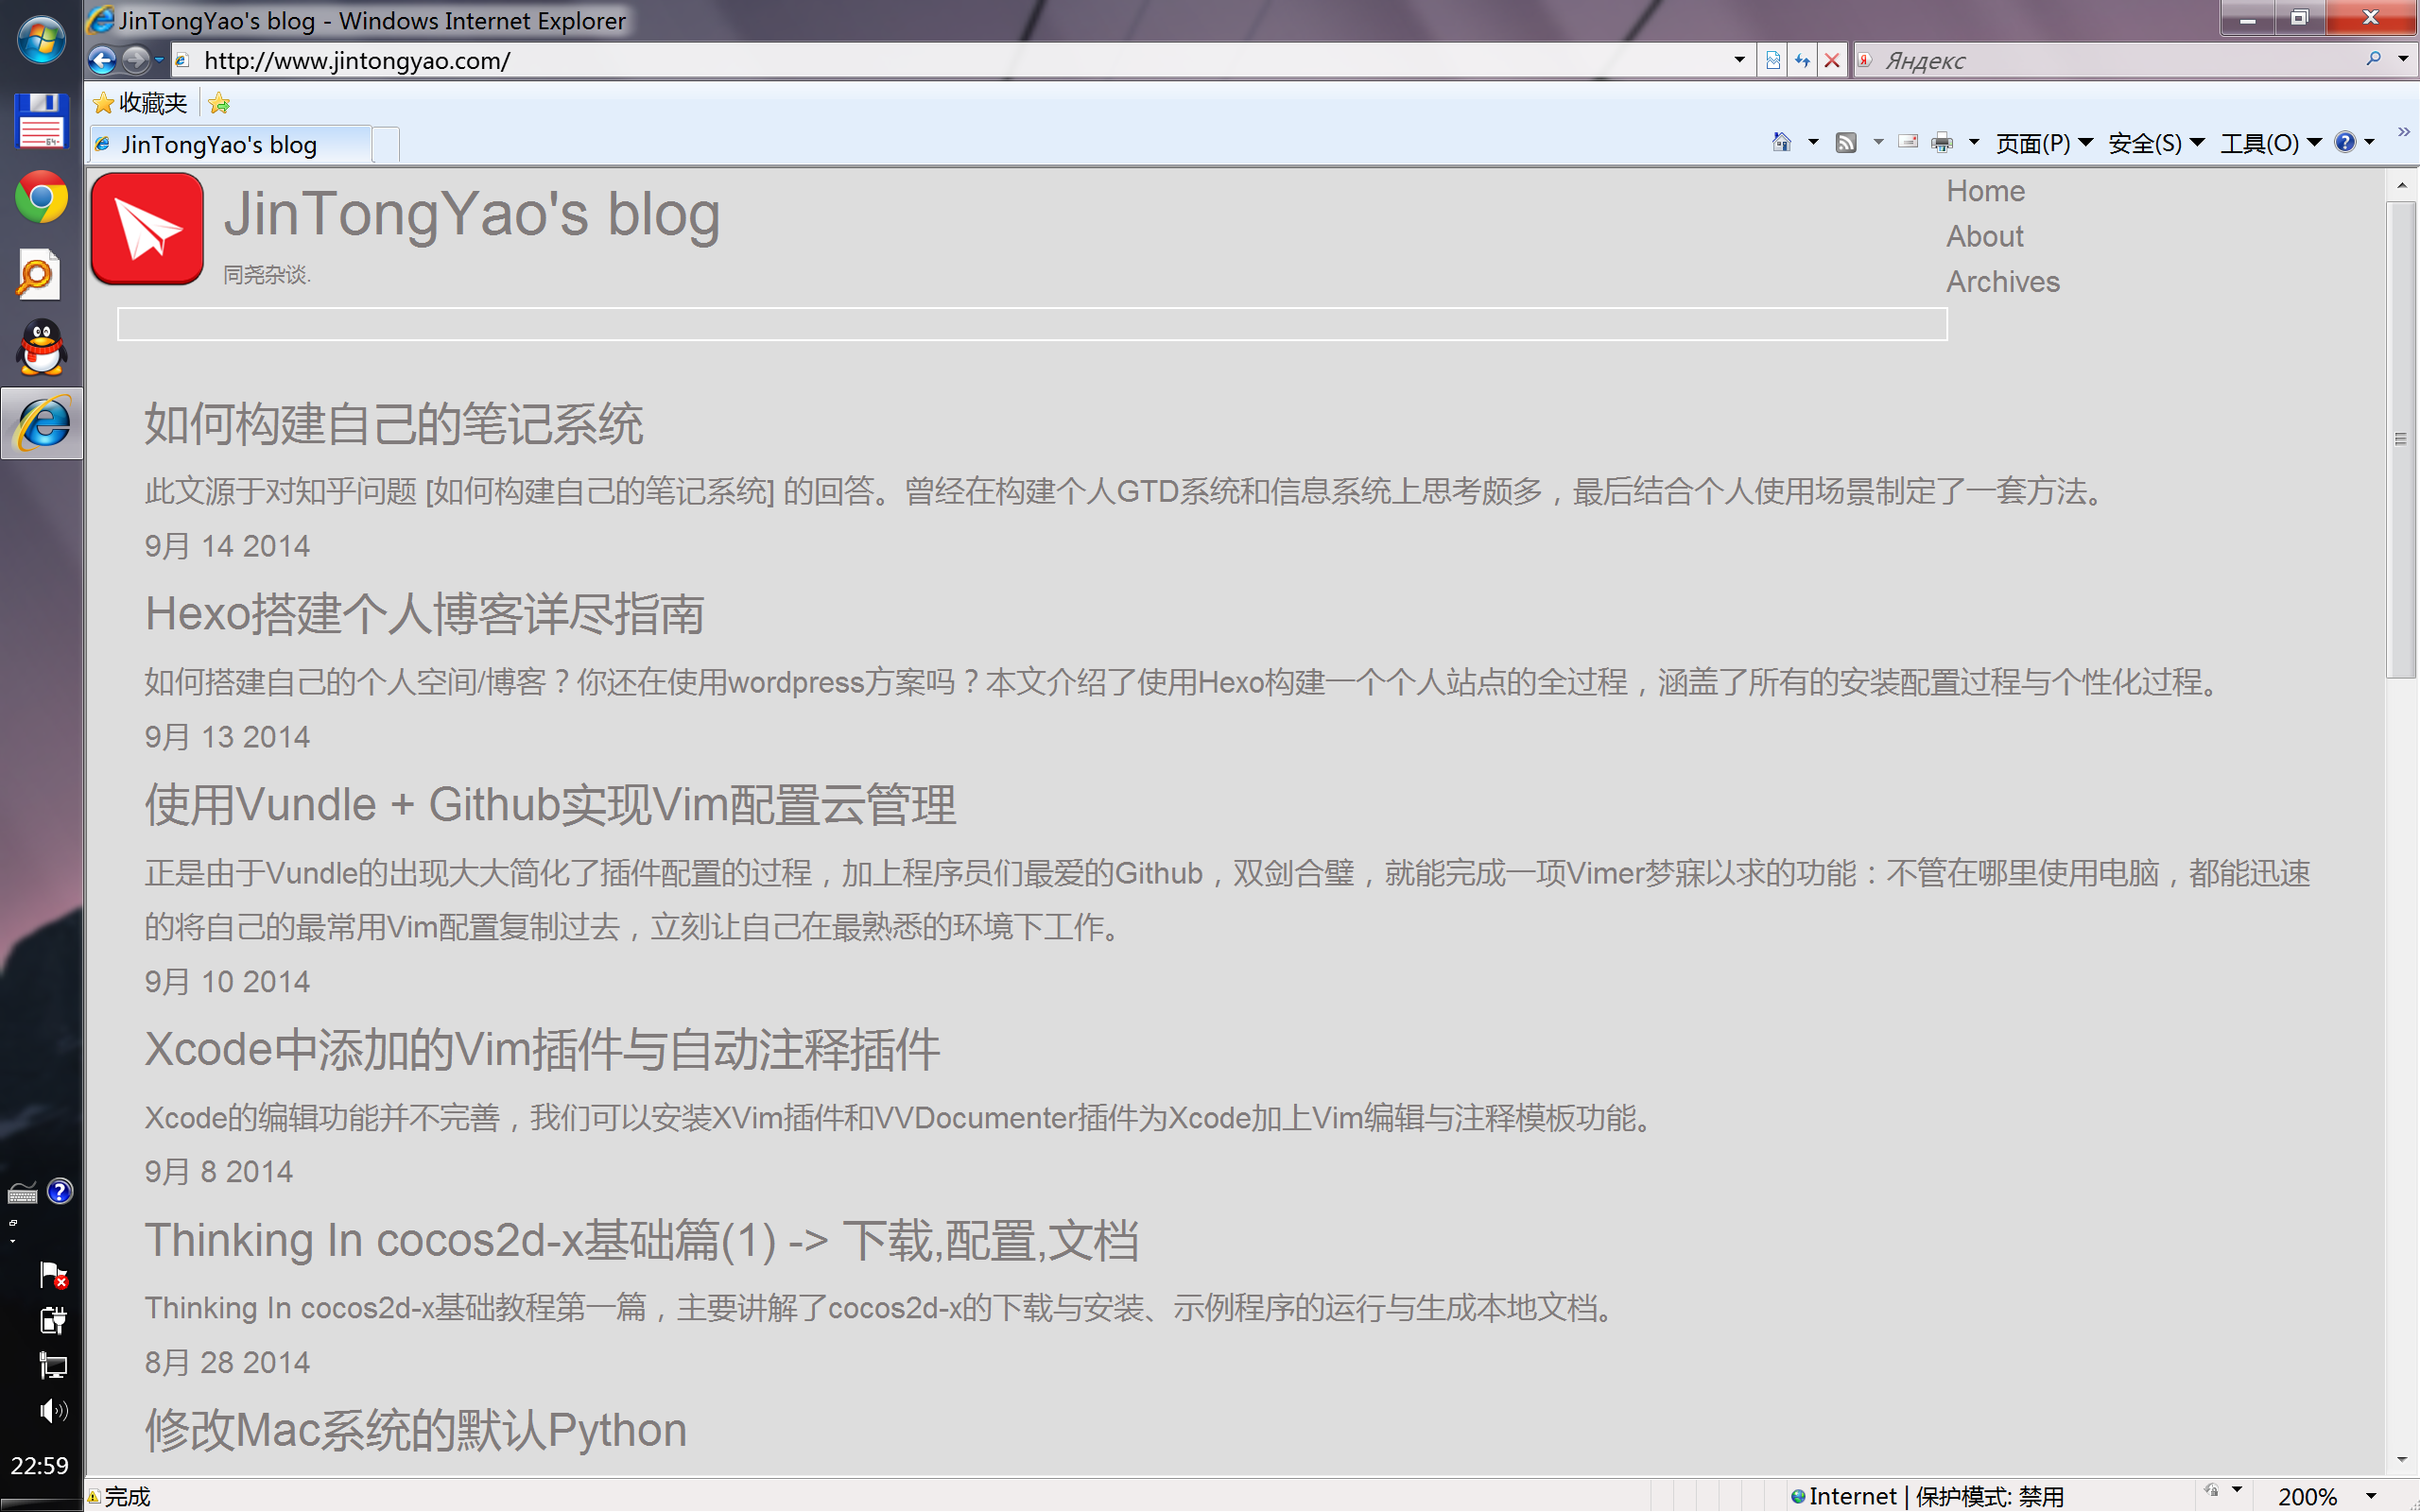 JinTongYao's blog - Windows Internet Explorer
http://www.jintongyao.com/
Яндекс
收藏夹
JinTongYao's blog
页面(P) 安全(S) 工具(O)
JinTongYao's blog
同尧杂谈.
Home
About
Archives
如何构建自己的笔记系统
此文源于对知乎问题 [如何构建自己的笔记系统] 的回答。曾经在构建个人GTD系统和信息系统上思考颇多，最后结合个人使用场景制定了一套方法。
9月 14 2014
Hexo搭建个人博客详尽指南
如何搭建自己的个人空间/博客？你还在使用wordpress方案吗？本文介绍了使用Hexo构建一个个人站点的全过程，涵盖了所有的安装配置过程与个性化过程。
9月 13 2014
使用Vundle + Github实现Vim配置云管理
正是由于Vundle的出现大大简化了插件配置的过程，加上程序员们最爱的Github，双剑合璧，就能完成一项Vimer梦寐以求的功能：不管在哪里使用电脑，都能迅速
的将自己的最常用Vim配置复制过去，立刻让自己在最熟悉的环境下工作。
9月 10 2014
Xcode中添加的Vim插件与自动注释插件
Xcode的编辑功能并不完善，我们可以安装XVim插件和VVDocumenter插件为Xcode加上Vim编辑与注释模板功能。
9月 8 2014
Thinking In cocos2d-x基础篇(1) -> 下载,配置,文档
Thinking In cocos2d-x基础教程第一篇，主要讲解了cocos2d-x的下载与安装、示例程序的运行与生成本地文档。
8月 28 2014
修改Mac系统的默认Python
22:59
完成
Internet | 保护模式: 禁用
200%